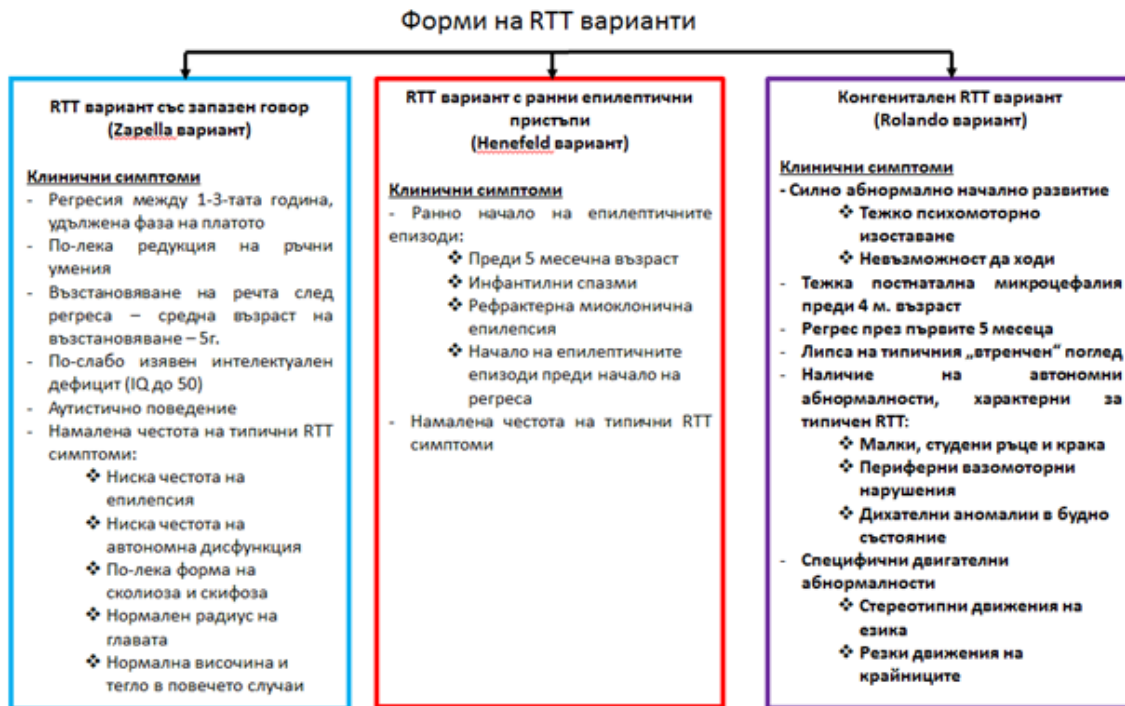 Форми на RTT варианти
RTT вариант със запазен говор
(Zapella вариант)
Клинични симптоми
- Регресия между 1-3-тата година,
удължена фаза на платото
- По-лека редукция на ръчни
умения
- Възстановяване на речта след
регреса – средна възраст на
възстановяване – 5г.
- По-слабо изявен интелектуален
дефицит (IQ до 50)
- Аутистично поведение
- Намалена честота на типични RTT
симптоми:
❖ Ниска честота на
епилепсия
❖ Ниска честота на
автономна дисфункция
❖ По-лека форма на
сколиоза и скифоза
❖ Нормален радиус на
главата
❖ Нормална височина и
тегло в повечето случаи
RTT вариант с ранни епилептични
пристъпи
(Henefeld вариант)
Клинични симптоми
- Ранно начало на епилептичните
епизоди:
❖ Преди 5 месечна възраст
❖ Инфантилни спазми
❖ Рефрактерна миоклонична
епилепсия
❖ Начало на епилептичните
епизоди преди начало на
регреса
- Намалена честота на типични RTT
симптоми
Конгенитален RTT вариант
(Rolando вариант)
Клинични симптоми
- Силно абнормално начално развитие
❖ Тежко психомоторно
изоставане
❖ Невъзможност да ходи
- Тежка постнатална микроцефалия
преди 4 м. възраст
- Регрес през първите 5 месеца
- Липса на типичния „втренчен“ поглед
- Наличие на автономни
абнормалности, характерни за
типичен RTT:
❖ Малки, студени ръце и крака
❖ Периферни вазомоторни
нарушения
❖ Дихателни аномалии в будно
състояние
- Специфични двигателни
абнормалности
❖ Стереотипни движения на
езика
❖ Резки движения на
крайниците